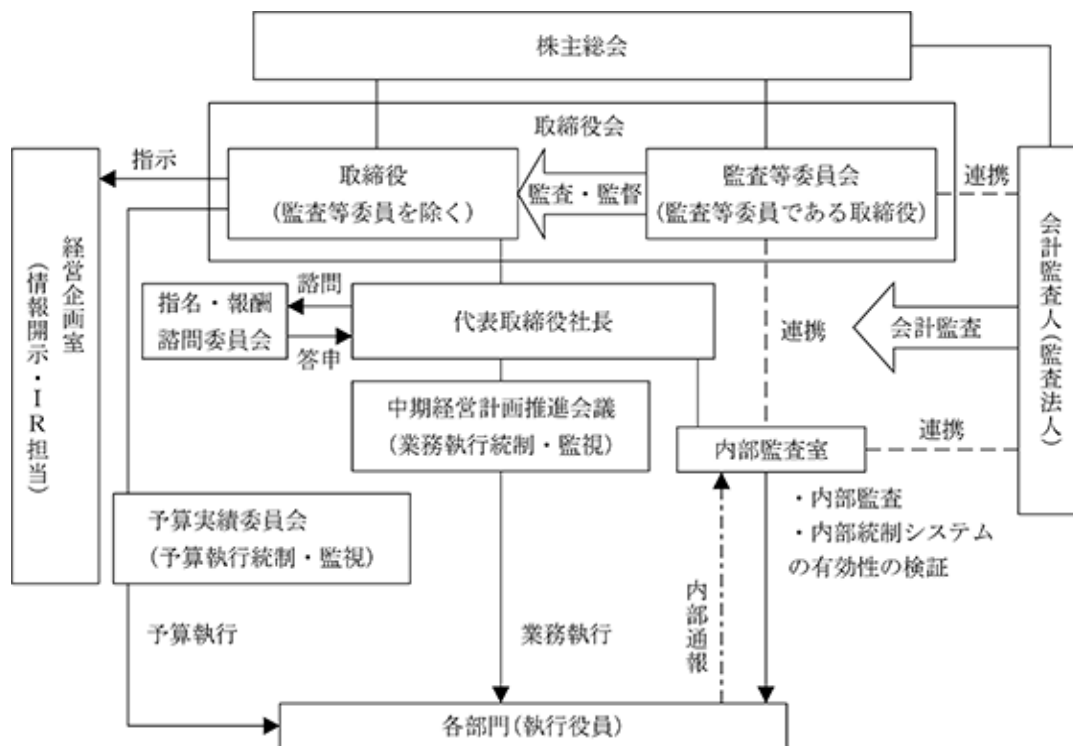 株主総会
取締役会
指示
取締役
(監査等委員を除く)
監査・監督
監査等委員会
(監査等委員である取締役)
連携
経営企画室
(情報開示・IR担当)
会計監査人(監査法人)
指名・報酬
諮問委員会
諮問
答申
代表取締役社長
連携
会計監査
中期経営計画推進会議
(業務執行統制・監視)
内部監査室
連携
・内部監査
・内部統制システム
の有効性の検証
予算実績委員会
(予算執行統制・監視)
内部通報
予算執行
業務執行
各部門(執行役員)